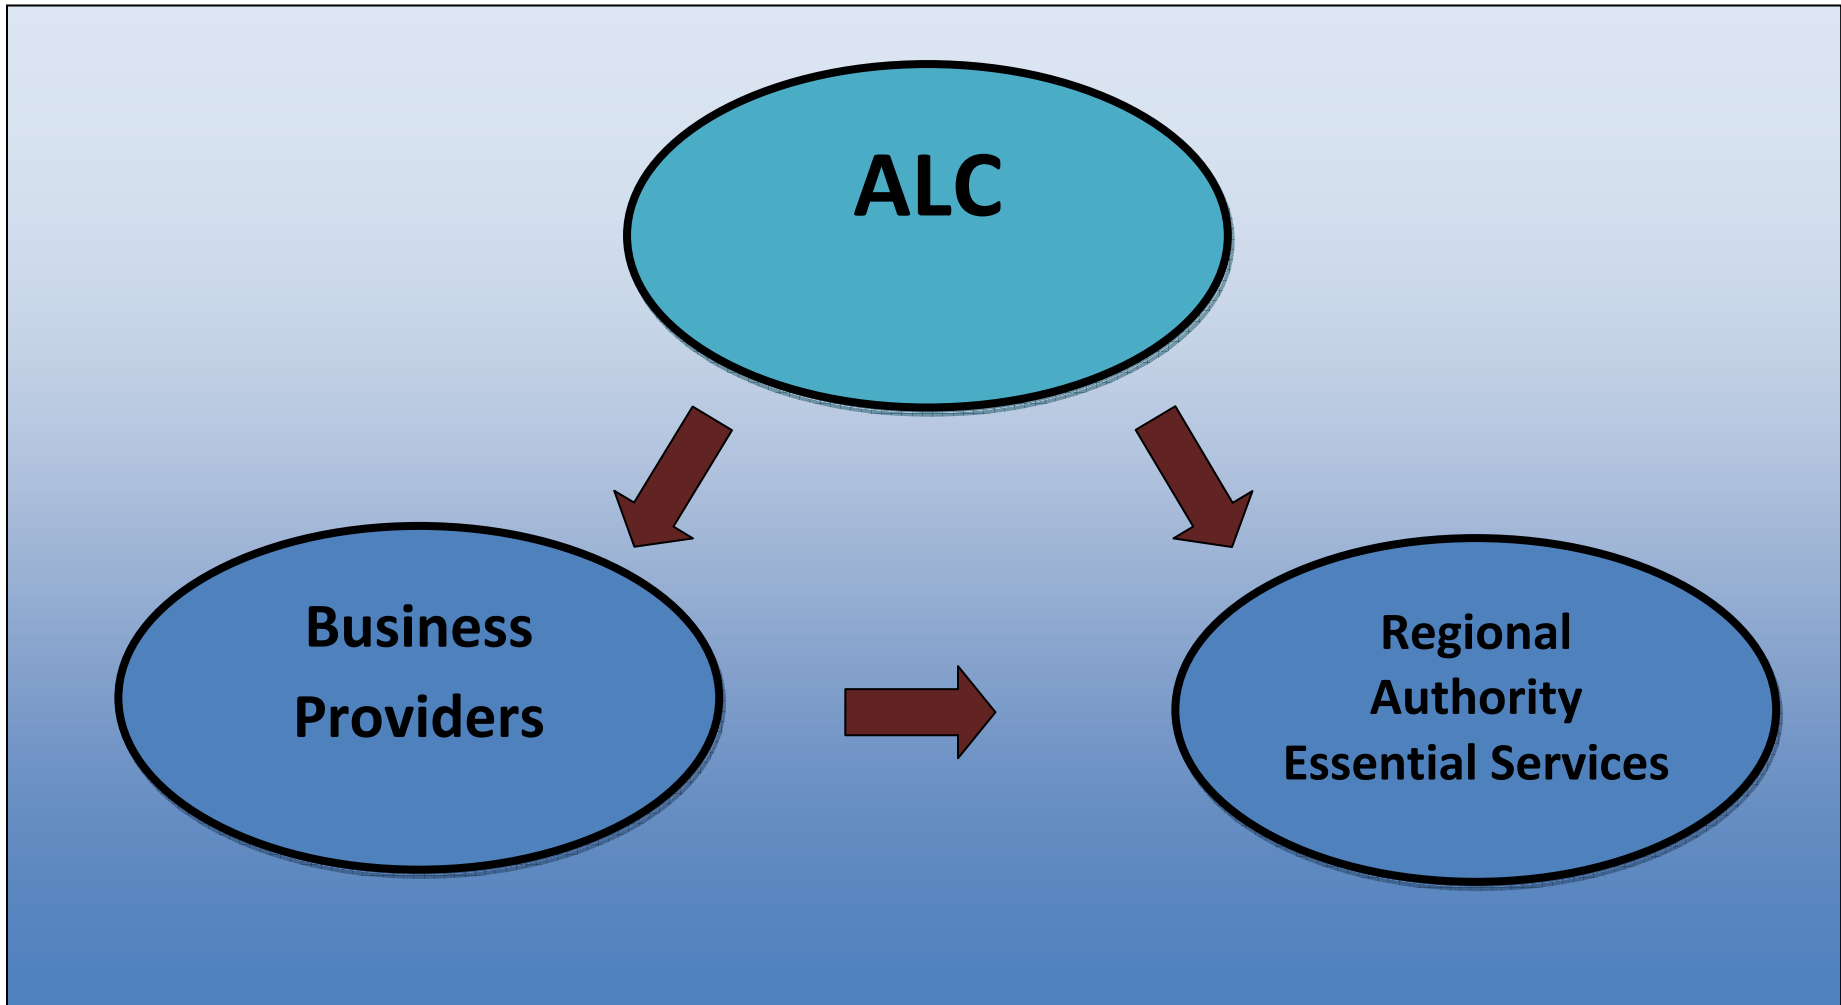 ALC
Business
Providers
Regional
Authority
Essential Services